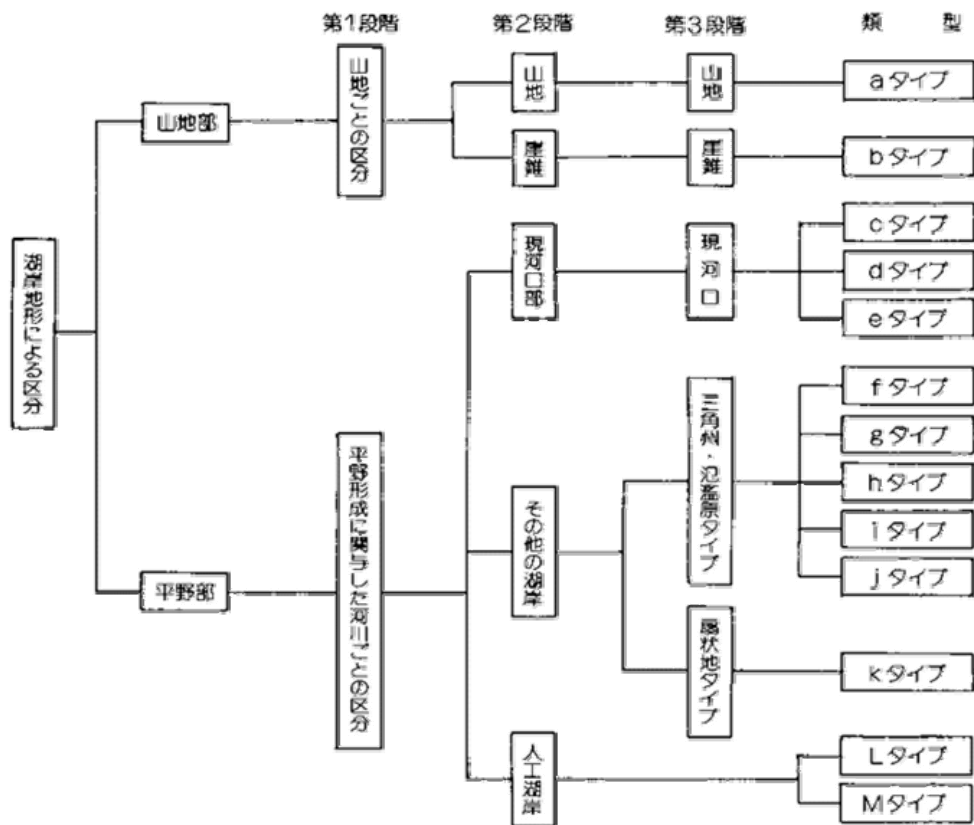 第1段階 第2段階 第3段階 類型
湖岸地形による区分
山地部
山地ごとの区分
山地
山地
aタイプ
崖錐
崖錐
bタイプ
平野部
平野形成に関与した河川ごとの区分
現河口部
現河口
cタイプ
dタイプ
eタイプ
その他の湖岸
三角州・氾濫原タイプ
fタイプ
gタイプ
hタイプ
iタイプ
jタイプ
扇状地タイプ
kタイプ
人工湖岸
Lタイプ
Mタイプ